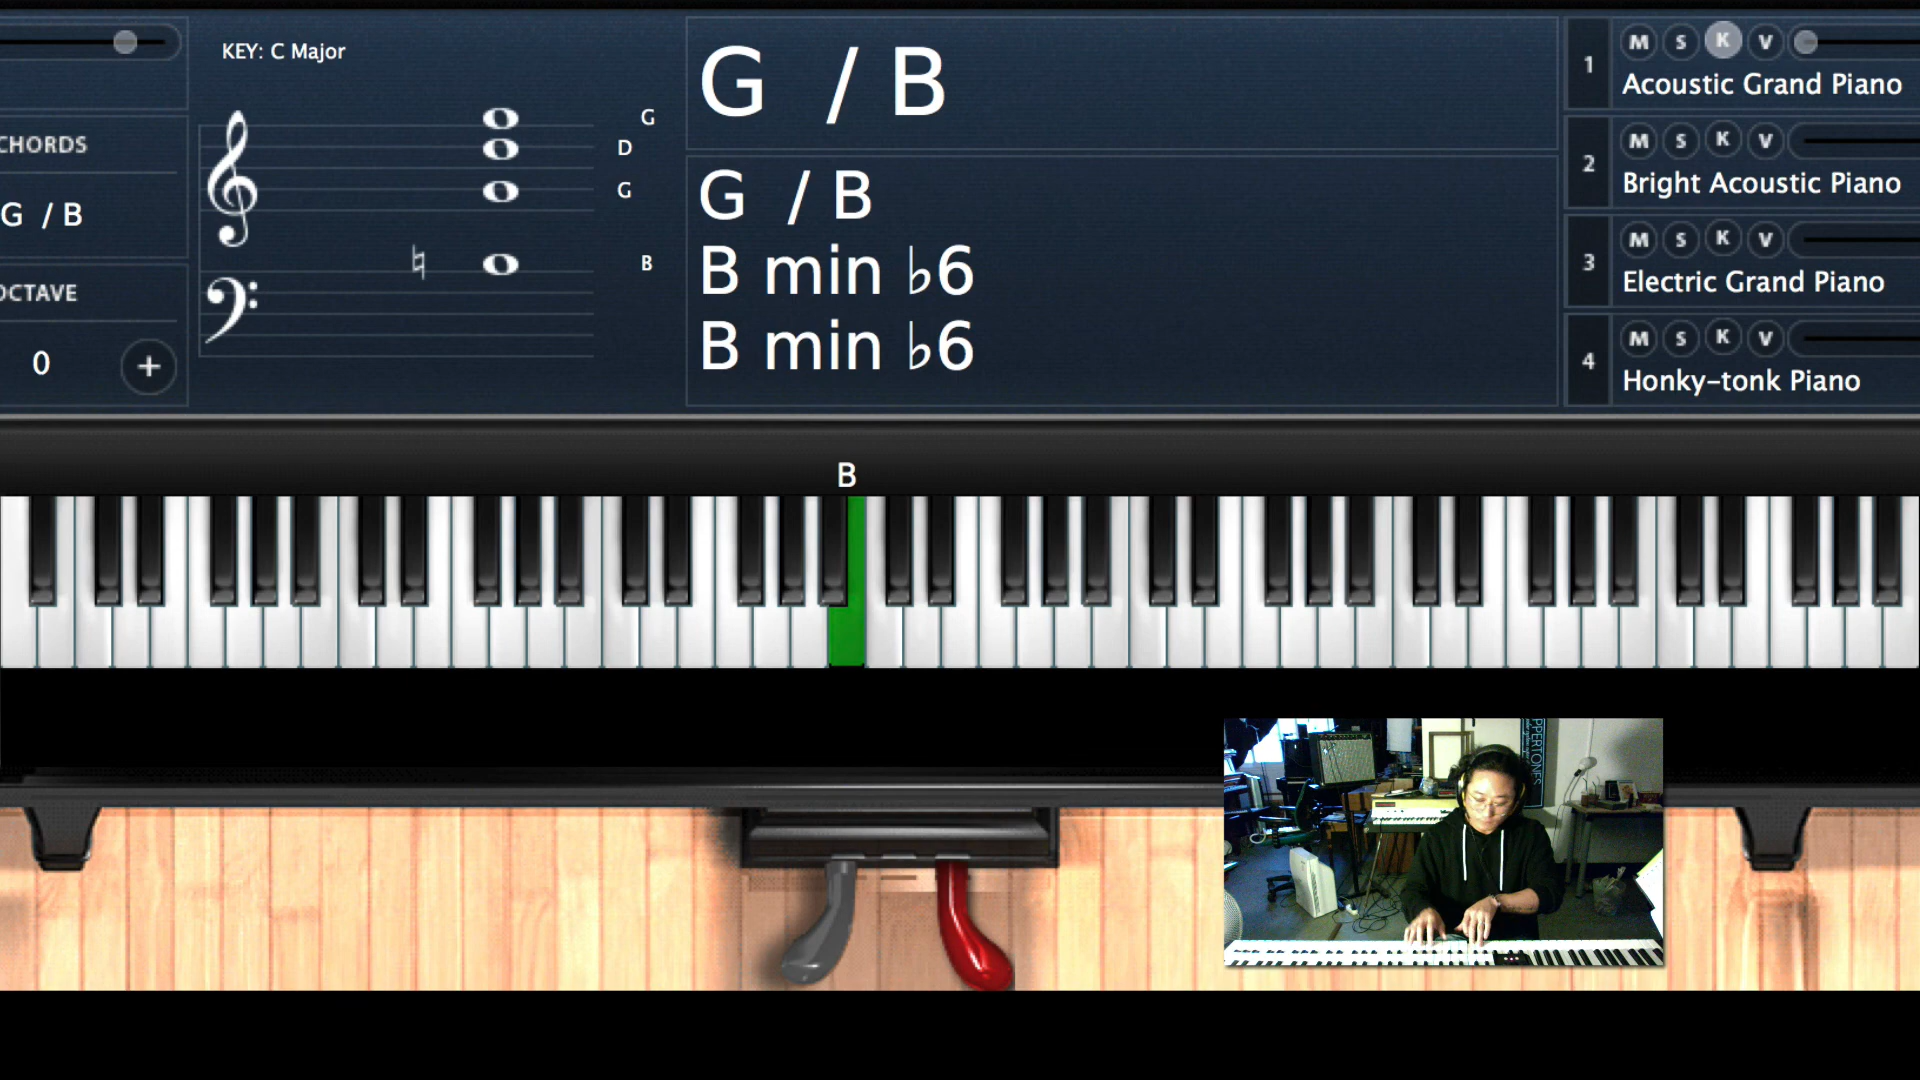 KEY: C Major
G / B
CHORDS
G / B
OCTAVE
0
+
G
D
G
B
G / B
B min ♭6
B min ♭6
1
M S K V
Acoustic Grand Piano
2
M S K V
Bright Acoustic Piano
3
M S K V
Electric Grand Piano
4
M S K V
Honky-tonk Piano
B
PPERTONES